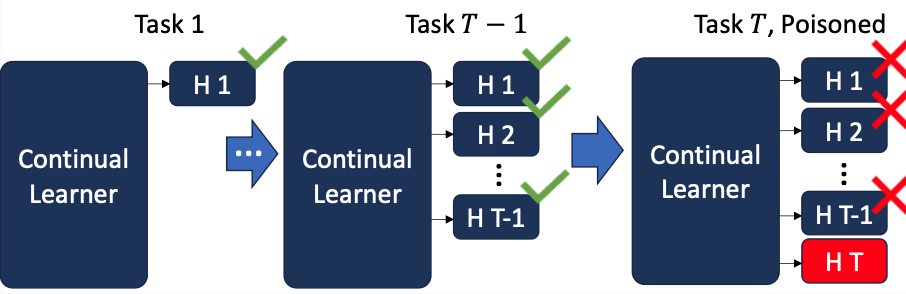 Task 1
Task T − 1
Task T, Poisoned
Continual
Learner
H 1
...
Continual
Learner
H 1
H 2
⋮
H T-1
Continual
Learner
H 1
H 2
⋮
H T-1
H T